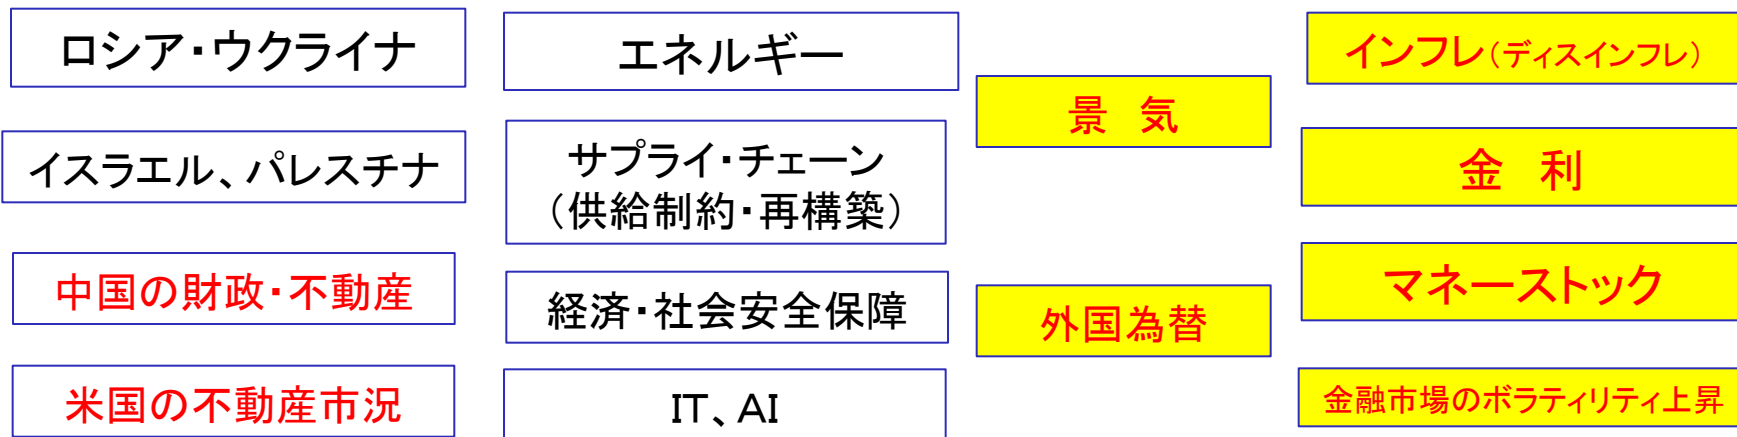 ロシア・ウクライナ
イスラエル、パレスチナ
中国の財政・不動産
米国の不動産市況
エネルギー
サプライ・チェーン
（供給制約・再構築）
経済・社会安全保障
IT、AI
景　気
外国為替
インフレ（ディスインフレ）
金　利
マネーストック
金融市場のボラティリティ上昇